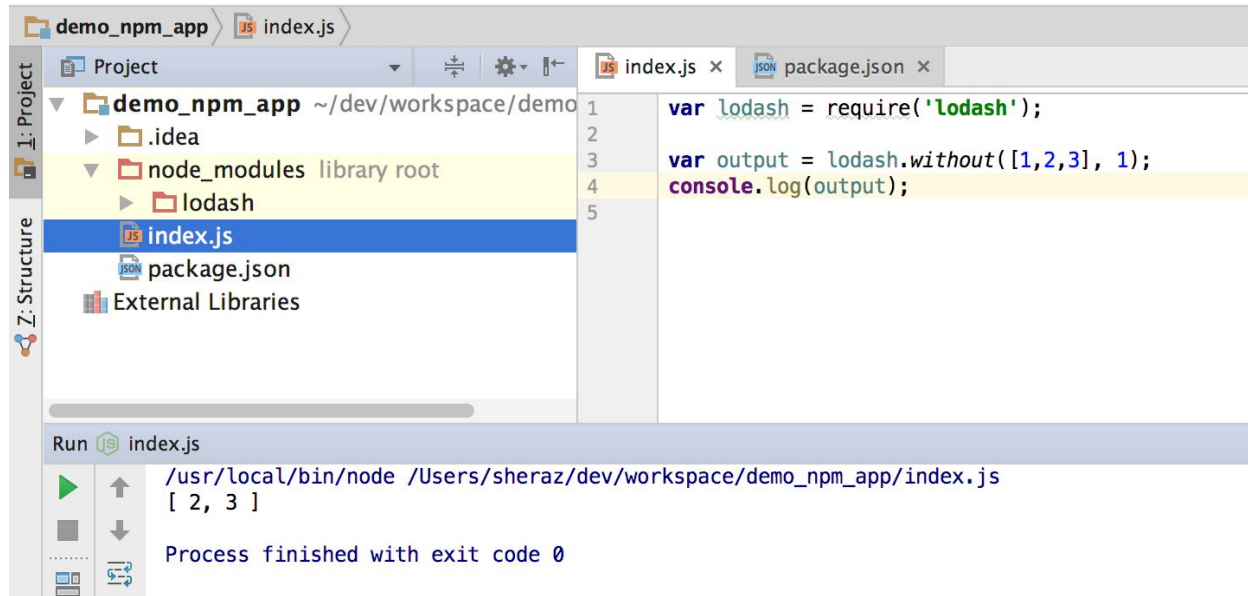 demo_npm_app index.js
1: Project
Z: Structure
Project
demo_npm_app ~/dev/workspace/demo
.idea
node_modules library root
lodash
index.js
package.json
External Libraries
index.js × package.json ×
1 var lodash = require('lodash');
2
3 var output = lodash.without([1,2,3], 1);
4 console.log(output);
5
Run index.js
/usr/local/bin/node /Users/sheraz/dev/workspace/demo_npm_app/index.js
[ 2, 3 ]
Process finished with exit code 0